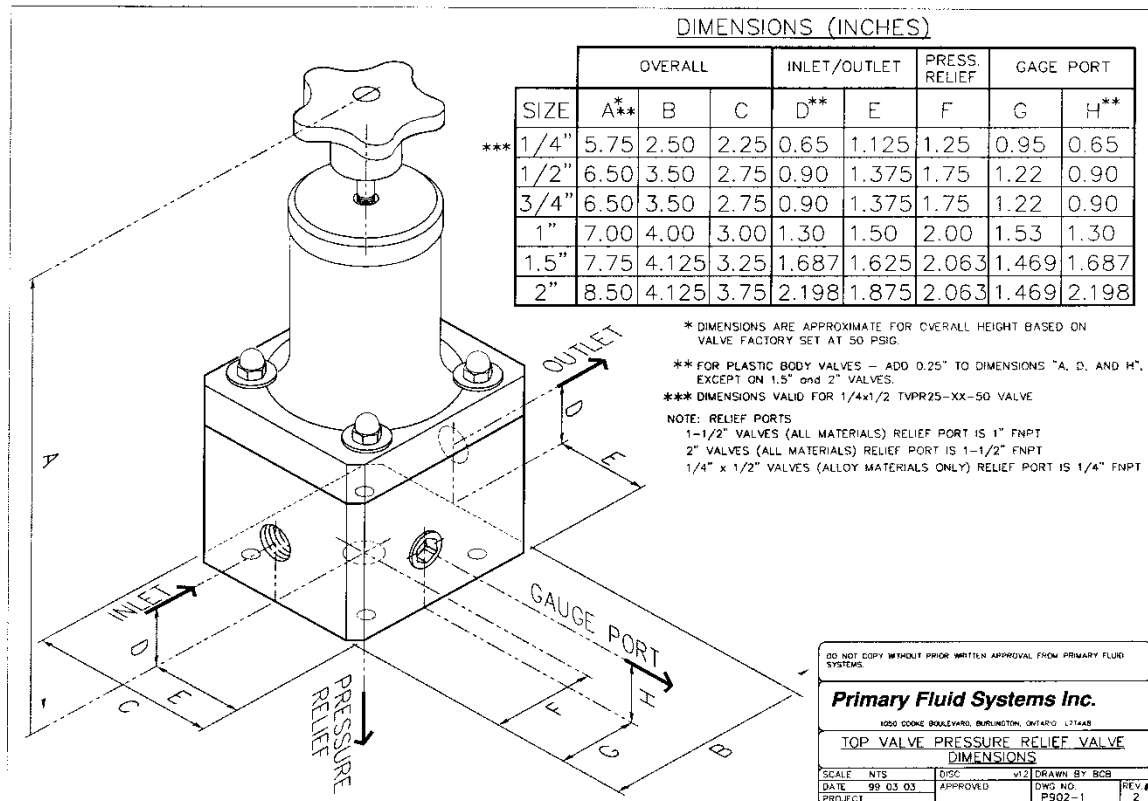 DIMENSIONS (INCHES)
OVERALL INLET/OUTLET PRESS. RELIEF GAGE PORT
SIZE A*** B C D** E F G H**
*** 1/4" 5.75 2.50 2.25 0.65 1.125 1.25 0.95 0.65
1/2" 6.50 3.50 2.75 0.90 1.375 1.75 1.22 0.90
3/4" 6.50 3.50 2.75 0.90 1.375 1.75 1.22 0.90
1" 7.00 4.00 3.00 1.30 1.50 2.00 1.53 1.30
1.5" 7.75 4.125 3.25 1.687 1.625 2.063 1.469 1.687
2" 8.50 4.125 3.75 2.198 1.875 2.063 1.469 2.198
* DIMENSIONS ARE APPROXIMATE FOR OVERALL HEIGHT BASED ON
VALVE FACTORY SET AT 50 PSIG.
** FOR PLASTIC BODY VALVES – ADD 0.25" TO DIMENSIONS "A, D, AND H",
EXCEPT ON 1.5" and 2" VALVES.
*** DIMENSIONS VALID FOR 1/4x1/2 TVPR25-XX-50 VALVE
NOTE: RELIEF PORTS
1-1/2" VALVES (ALL MATERIALS) RELIEF PORT IS 1" FNPT
2" VALVES (ALL MATERIALS) RELIEF PORT IS 1-1/2" FNPT
1/4" x 1/2" VALVES (ALLOY MATERIALS ONLY) RELIEF PORT IS 1/4" FNPT
OUTLET
D
E
A
INLET
D
E
C
PRESSURE
RELIEF
GAUGE PORT
F
H
G
B
DO NOT COPY WITHOUT PRIOR WRITTEN APPROVAL FROM PRIMARY FLUID
SYSTEMS.
Primary Fluid Systems Inc.
1050 COOKE BOULEVARD, BURLINGTON, ONTARIO L7T4A8
TOP VALVE PRESSURE RELIEF VALVE
DIMENSIONS
SCALE NTS DISC v12 DRAWN BY BCB
DATE 99 03 03 APPROVED DWG NO. REV #
PROJECT P902-1 2